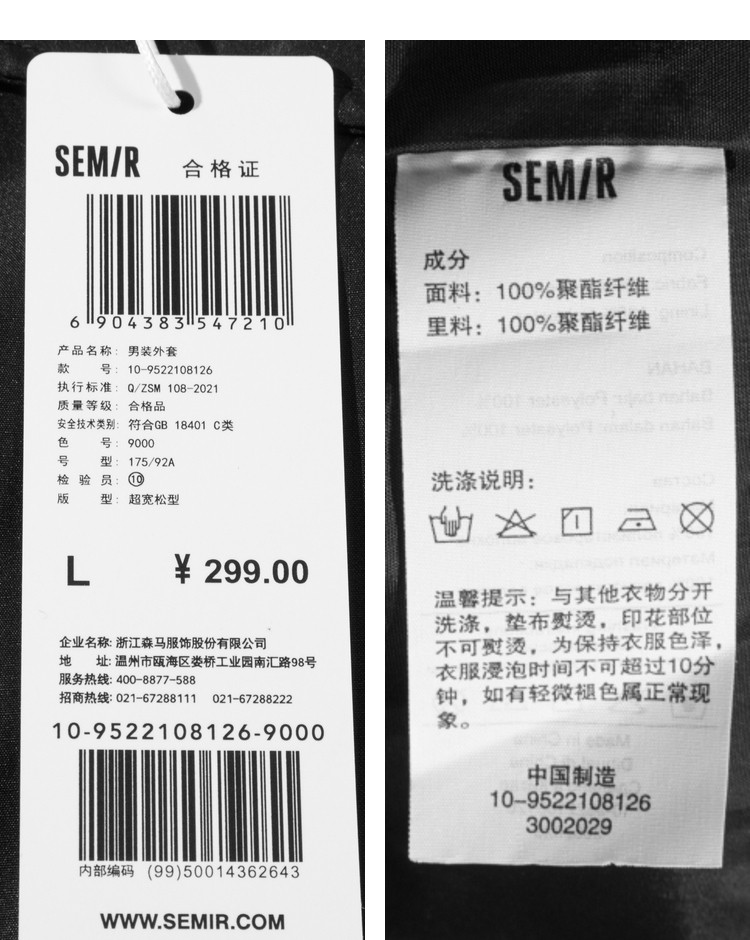 SEMIR 合格证
6 904383 547210
产品名称: 男装外套
款 号: 10-9522108126
执行标准: Q/ZSM 108-2021
质量等级: 合格品
安全技术类别: 符合GB 18401 C类
色 号: 9000
号 型: 175/92A
检 验 员: ⑩
版 型: 超宽松型
L ¥ 299.00
企业名称: 浙江森马服饰股份有限公司
地 址: 温州市瓯海区娄桥工业园南汇路98号
服务热线: 400-8877-588
招商热线: 021-67288111 021-67288222
10-9522108126-9000
内部编码 (99)50014362643
WWW.SEMIR.COM
SEMIR
成分
面料: 100%聚酯纤维
里料: 100%聚酯纤维
洗涤说明:
温馨提示: 与其他衣物分开
洗涤, 垫布熨烫, 印花部位
不可熨烫, 为保持衣服色泽,
衣服浸泡时间不可超过10分
钟, 如有轻微褪色属正常现
象。
中国制造
10-9522108126
3002029